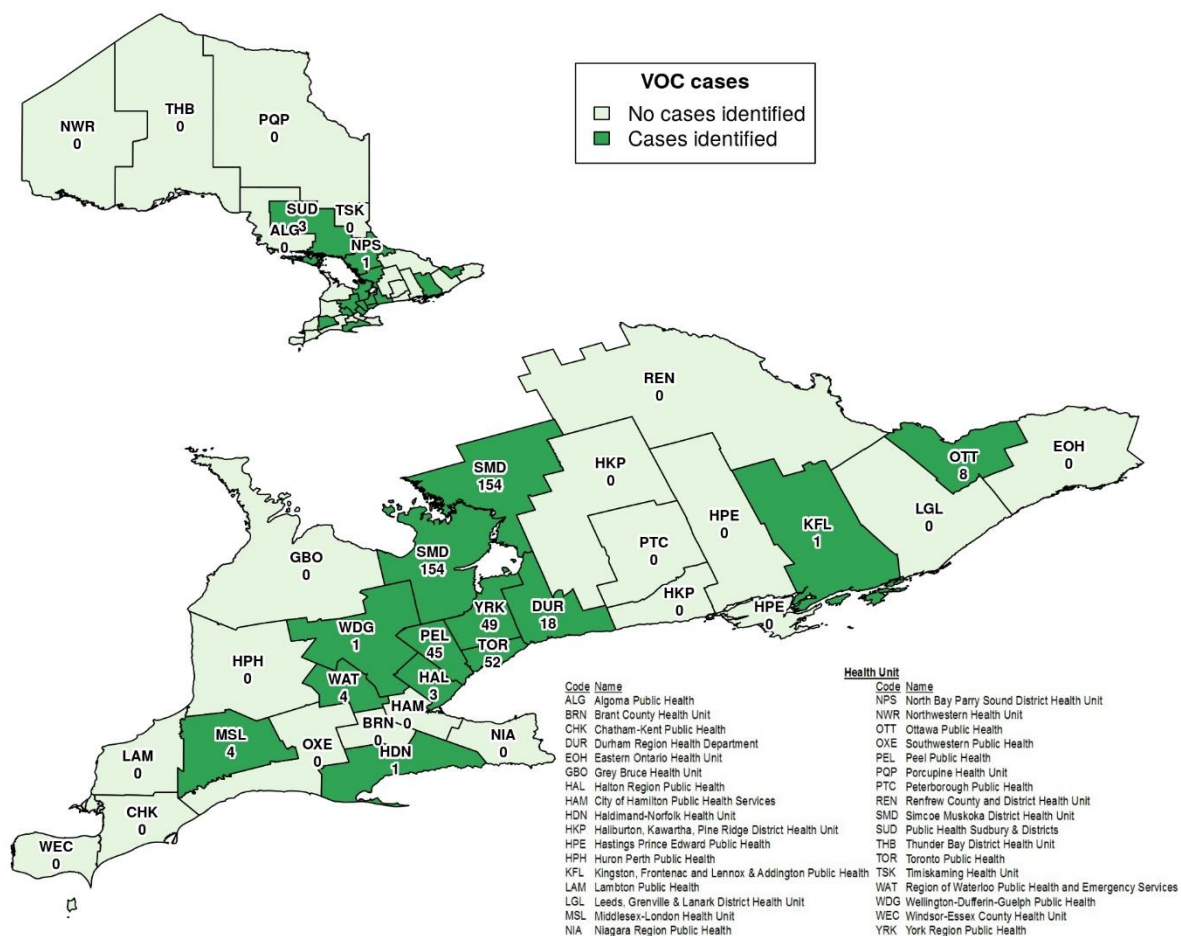 VOC cases
No cases identified
Cases identified
NWR
0
THB
0
PQP
0
SUD
3
TSK
0
ALG
0
NPS
1
REN
0
SMD
154
HKP
0
OTT
8
EOH
0
HPE
0
KFL
1
LGL
0
PTC
0
GBO
0
SMD
154
HKP
0
HPE
0
YRK
49
DUR
18
WDG
1
PEL
45
TOR
52
HPH
0
WAT
4
HAL
3
HAM
0
BRN
0
MSL
4
OXE
0
HDN
1
NIA
0
LAM
0
CHK
0
WEC
0
Health Unit
Code Name
ALG Algoma Public Health
BRN Brant County Health Unit
CHK Chatham-Kent Public Health
DUR Durham Region Health Department
EOH Eastern Ontario Health Unit
GBO Grey Bruce Health Unit
HAL Halton Region Public Health
HAM City of Hamilton Public Health Services
HDN Haldimand-Norfolk Health Unit
HKP Haliburton, Kawartha, Pine Ridge District Health Unit
HPE Hastings Prince Edward Public Health
HPH Huron Perth Public Health
KFL Kingston, Frontenac and Lennox & Addington Public Health
LAM Lambton Public Health
LGL Leeds, Grenville & Lanark District Health Unit
MSL Middlesex-London Health Unit
NIA Niagara Region Public Health
Code Name
NPS North Bay Parry Sound District Health Unit
NWR Northwestern Health Unit
OTT Ottawa Public Health
OXE Southwestern Public Health
PEL Peel Public Health
PQP Porcupine Health Unit
PTC Peterborough Public Health
REN Renfrew County and District Health Unit
SMD Simcoe Muskoka District Health Unit
SUD Public Health Sudbury & Districts
THB Thunder Bay District Health Unit
TOR Toronto Public Health
TSK Timiskaming Health Unit
WAT Region of Waterloo Public Health and Emergency Services
WDG Wellington-Dufferin-Guelph Public Health
WEC Windsor-Essex County Health Unit
YRK York Region Public Health